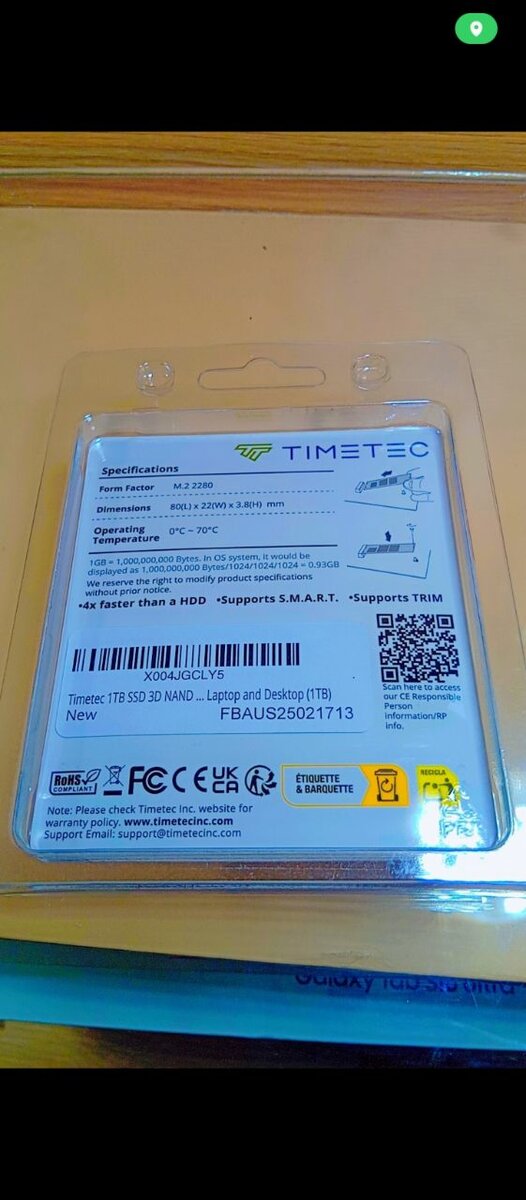 TIMETEC
Specifications
Form Factor M.2 2280
Dimensions 80(L) x 22(W) x 3.8(H) mm
Operating
Temperature 0°C ~ 70°C
1GB = 1,000,000,000 Bytes. In OS system, it would be
displayed as 1,000,000,000 Bytes/1024/1024/1024 = 0.93GB
We reserve the right to modify product specifications
without prior notice.
•4x faster than a HDD •Supports S.M.A.R.T. •Supports TRIM
X004JGCLY5
Timetec 1TB SSD 3D NAND ... Laptop and Desktop (1TB)
New FBAUS25021713
Scan here to access
our CE Responsible
Person
Information/RP
info.
RoHS
COMPLIANT
FC CE UK
CA
ÉTIQUETTE
& BARQUETTE
RECICLA
Note: Please check Timetec Inc. website for
warranty policy. www.timetecinc.com
Support Email: support@timetecinc.com
Galaxy Tab